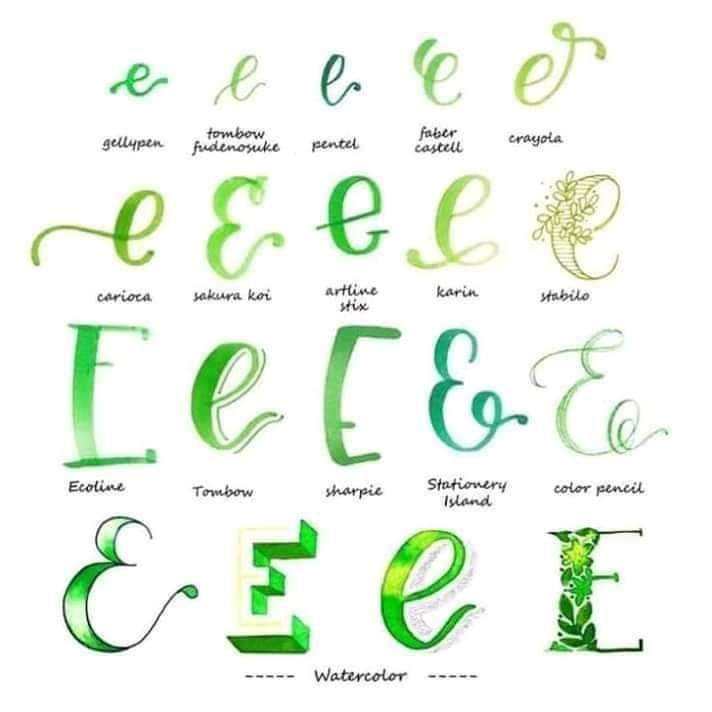 e e e e e
gellypen tombow fudenosuke pentel faber castell crayola
e E e e e
carioca sakura koi artline stix karin stabilo
E e E E E
Ecoline Tombow sharpie Stationery Island color pencil
E E e E
----- Watercolor -----